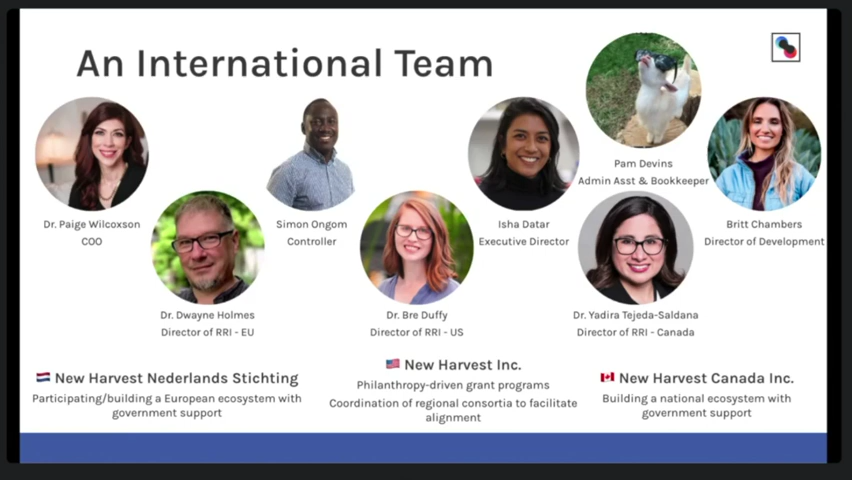 An International Team
Dr. Paige Wilcoxson
COO
Simon Ongom
Controller
Isha Datar
Executive Director
Pam Devins
Admin Asst & Bookkeeper
Britt Chambers
Director of Development
Dr. Dwayne Holmes
Director of RRI - EU
Dr. Bre Duffy
Director of RRI - US
Dr. Yadira Tejeda-Saldana
Director of RRI - Canada
New Harvest Nederlands Stichting
Participating/building a European ecosystem with
government support
New Harvest Inc.
Philanthropy-driven grant programs
Coordination of regional consortia to facilitate
alignment
New Harvest Canada Inc.
Building a national ecosystem with
government support